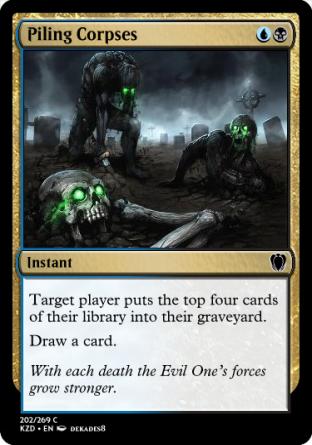 Piling Corpses
Instant
Target player puts the top four cards
of their library into their graveyard.
Draw a card.
With each death the Evil One's forces
grow stronger.
202/269 C
KZD • EN DEKADES8